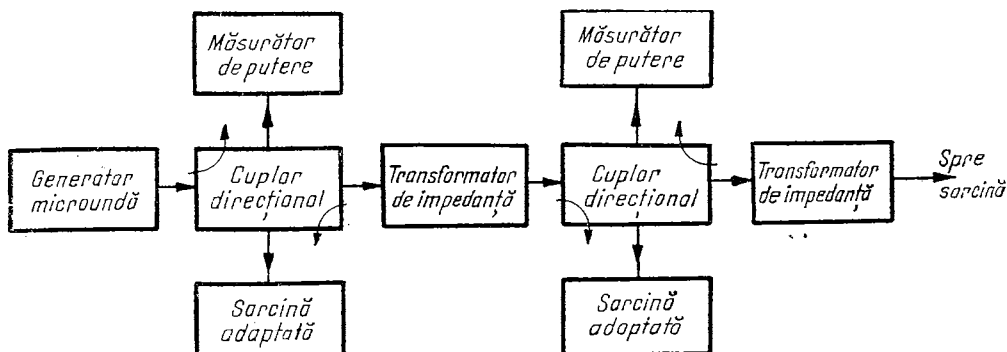 Măsurător
de putere
Măsurător
de putere
Generator
microundă
Cuplor
direcțional
Transformator
de impedanță
Cuplor
direcțional
Transformator
de impedanță
Spre
sarcină
Sarcină
adaptată
Sarcină
adaptată